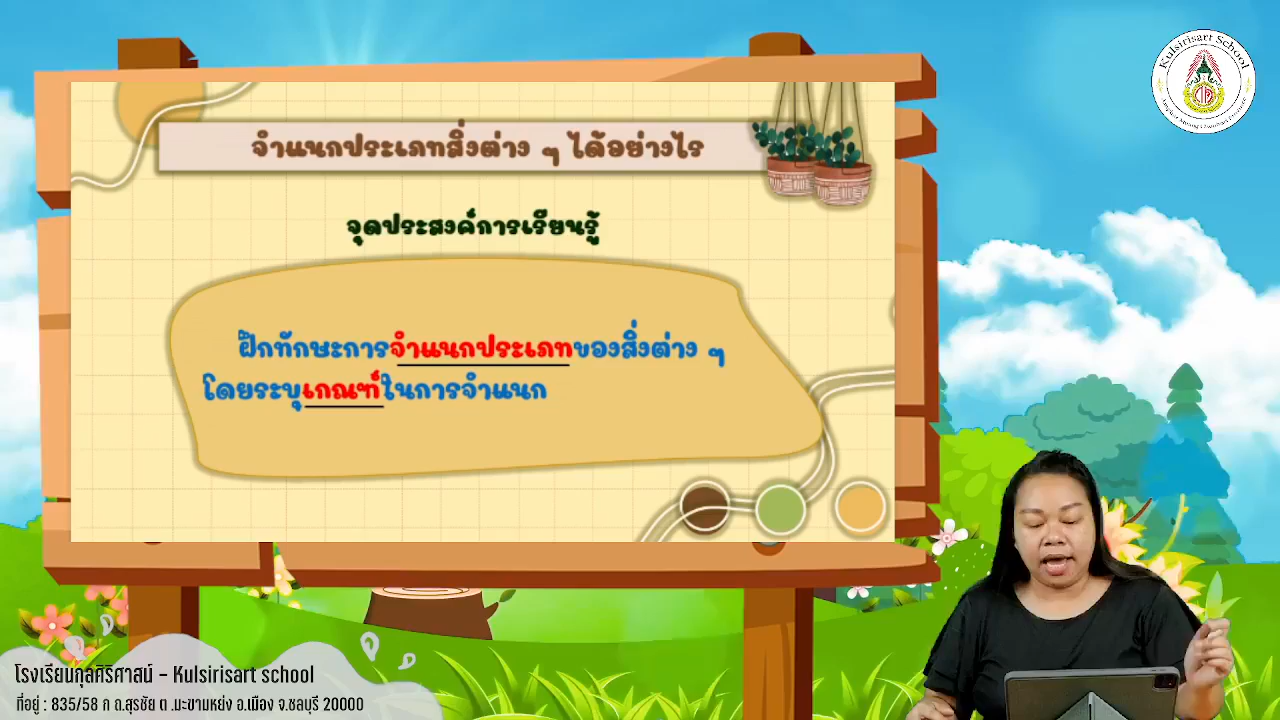 จำแนกประเภทสิ่งต่าง ๆ ได้อย่างไร
จุดประสงค์การเรียนรู้
ฝึกทักษะการจำแนกประเภทของสิ่งต่าง ๆ
โดยระบุเกณฑ์ในการจำแนก
Kulsirisart School
โรงเรียนกุลศิริศาสน์ - Kulsirisart school
ที่อยู่ : 835/58 ก ถ.สุรชัย ต .มะขามหย่ง อ.เมือง จ.ชลบุรี 20000